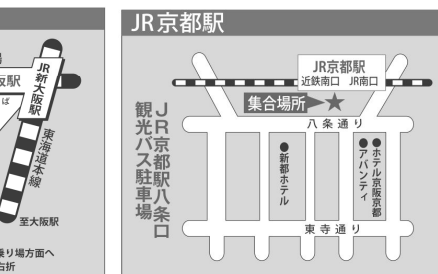 JR新大阪駅
東海道本線
至大阪駅
乗り場方面へ
右折
JR京都駅
JR京都駅八条口
観光バス駐車場
JR京都駅
近鉄南口 JR南口
集合場所
八条通り
●新都ホテル
●ホテル京阪京都
●アバンティ
東寺通り